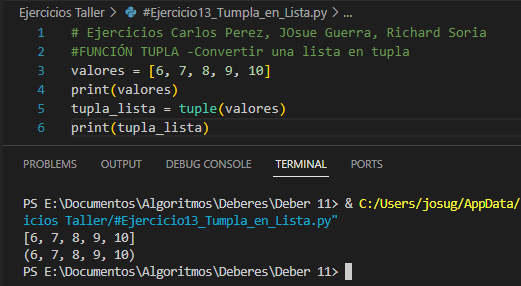 Ejercicios Taller > #Ejercicio13_Tumpla_en_Lista.py > ...
1 # Ejercicios Carlos Perez, JOsue Guerra, Richard Soria
2 #FUNCIÓN TUPLA -Convertir una lista en tupla
3 valores = [6, 7, 8, 9, 10]
4 print(valores)
5 tupla_lista = tuple(valores)
6 print(tupla_lista)
PROBLEMS OUTPUT DEBUG CONSOLE TERMINAL PORTS
PS E:\Documentos\Algoritmos\Deberes\Deber 11> & C:/Users/josug/AppData/
icios Taller/#Ejercicio13_Tumpla_en_Lista.py"
[6, 7, 8, 9, 10]
(6, 7, 8, 9, 10)
PS E:\Documentos\Algoritmos\Deberes\Deber 11>